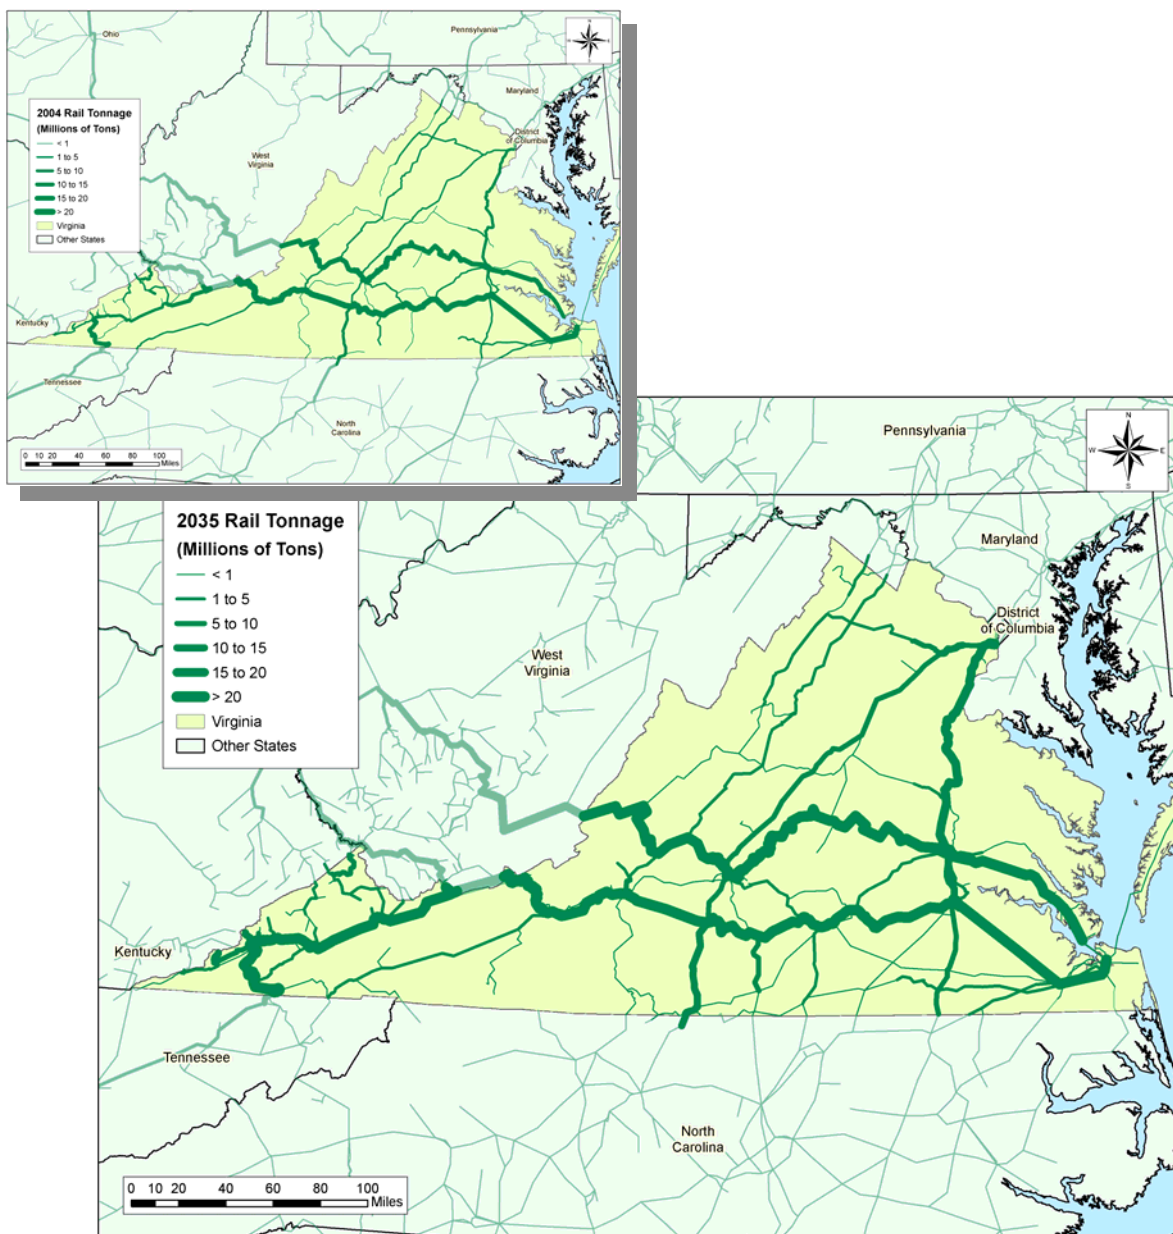 Ohio
Pennsylvania
N
W
E
S
Maryland
2004 Rail Tonnage
(Millions of Tons)
< 1
1 to 5
5 to 10
10 to 15
15 to 20
> 20
Virginia
Other States
District
of Columbia
West
Virginia
Kentucky
Tennessee
North
Carolina
0 10 20 40 60 80 100
Miles
Pennsylvania
N
W
E
S
2035 Rail Tonnage
(Millions of Tons)
< 1
1 to 5
5 to 10
10 to 15
15 to 20
> 20
Virginia
Other States
Maryland
District
of Columbia
West
Virginia
Kentucky
Tennessee
North
Carolina
0 10 20 40 60 80 100
Miles